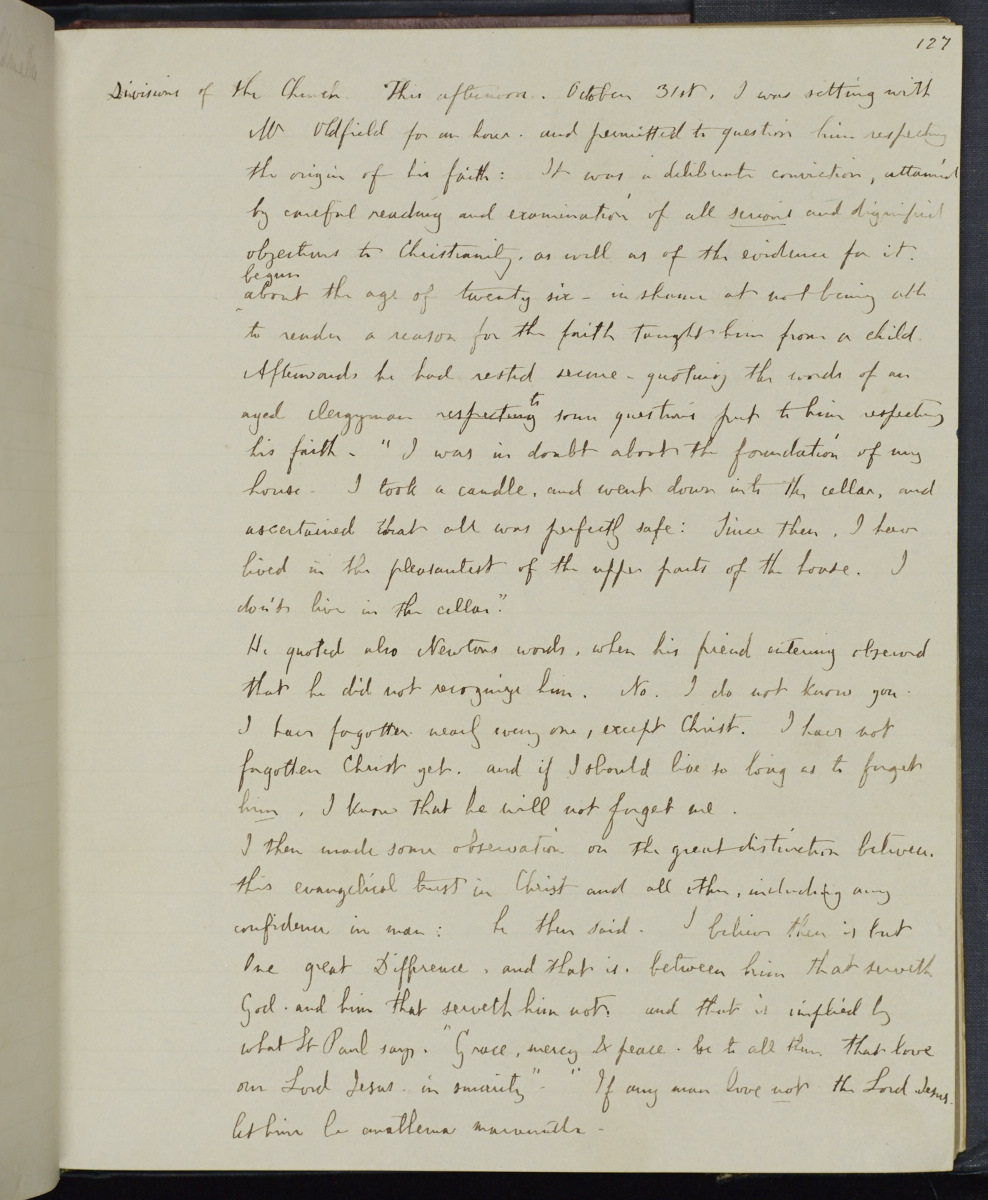 127
Divisions of the Church. This afternoon. October 31st, I was sitting with
Mr Oldfield for an hour. and permitted to question him respecting
the origin of his faith: It was a deliberate conviction, attained
by careful reading and examination of all serious and dignified
objections to Christianity, as well as of the evidence for it.
begun
about the age of twenty six - in shame at not being able
to render a reason for the faith taught him from a child.
Afterwards he had rested secure - quoting the words of an
aged clergyman respecting to some questions put to him respecting
his faith - "I was in doubt about the foundation of my
house - I took a candle, and went down into the cellar, and
ascertained that all was perfectly safe: Since then, I have
lived in the pleasantest of the upper parts of the house. I
don't live in the cellar".
He quoted also Newtons words, when his friend entering observed
that he did not recognize him. No. I do not know you.
I have forgotten nearly every one, except Christ. I have not
forgotten Christ yet. and if I should live so long as to forget
him, I know that he will not forget me.
I then made some observation on the great distinction between
this evangelical trust in Christ and all other, including any
confidence in man: he then said - I believe there is but
One great Difference, and that is, between him that serveth
God - and him that serveth him not. and that is implied by
what St Paul says. "Grace, mercy & peace - be to all them that love
our Lord Jesus in sincerity" - "If any man love not the Lord Jesus
let him be anathema maranatha -